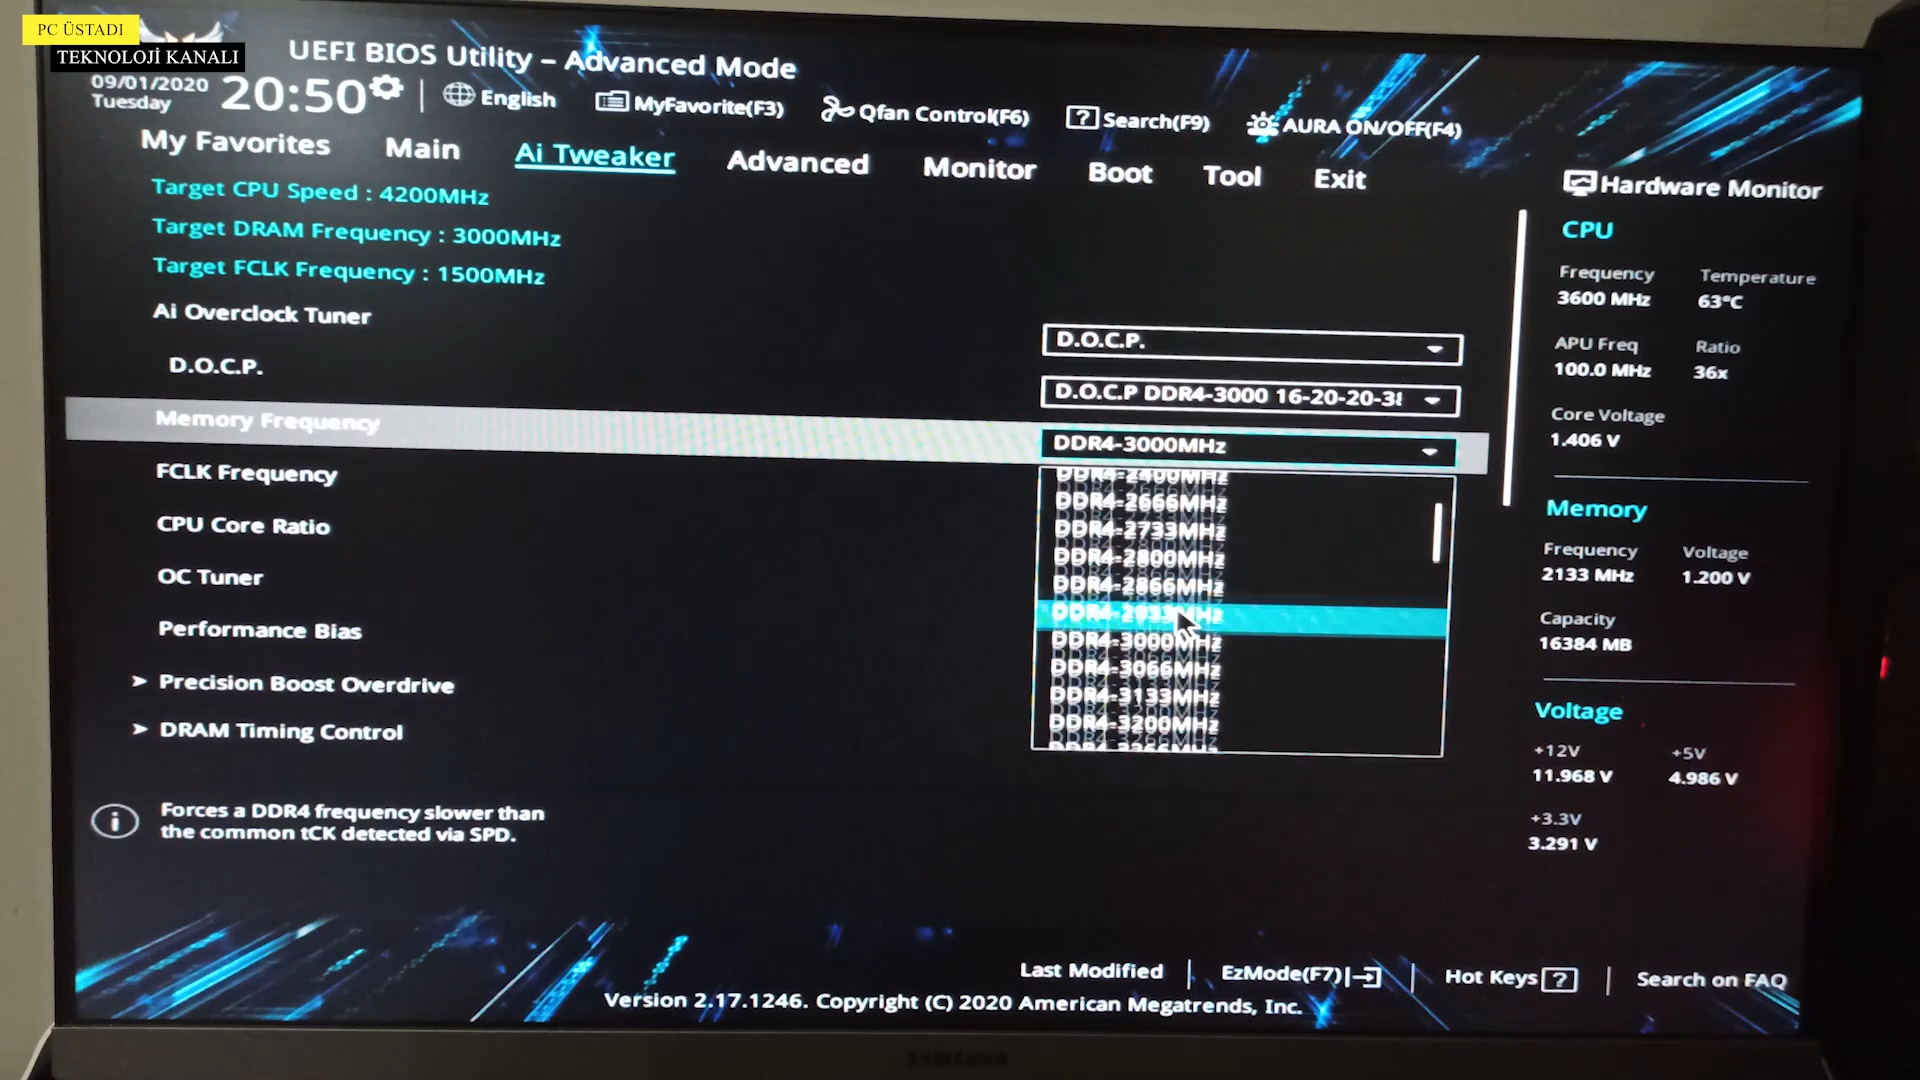 PC ÜSTADI
TEKNOLOJİ KANALI
UEFI BIOS Utility – Advanced Mode
09/01/2020
Tuesday
20:50
English
MyFavorite(F3)
Qfan Control(F6)
? Search(F9)
AURA ON/OFF(F4)
My Favorites
Main
Ai Tweaker
Advanced
Monitor
Boot
Tool
Exit
Target CPU Speed : 4200MHz
Target DRAM Frequency : 3000MHz
Target FCLK Frequency : 1500MHz
Ai Overclock Tuner
D.O.C.P.
D.O.C.P.
D.O.C.P DDR4-3000 16-20-20-38
Memory Frequency
DDR4-3000MHz
DDR4-2400MHz
DDR4-2666MHz
DDR4-2733MHz
DDR4-2800MHz
DDR4-2866MHz
DDR4-2933MHz
DDR4-3000MHz
DDR4-3066MHz
DDR4-3133MHz
DDR4-3200MHz
DDR4-3266MHz
FCLK Frequency
CPU Core Ratio
OC Tuner
Performance Bias
> Precision Boost Overdrive
> DRAM Timing Control
i
Forces a DDR4 frequency slower than
the common tCK detected via SPD.
Hardware Monitor
CPU
Frequency
Temperature
3600 MHz
63°C
APU Freq
Ratio
100.0 MHz
36x
Core Voltage
1.406 V
Memory
Frequency
Voltage
2133 MHz
1.200 V
Capacity
16384 MB
Voltage
+12V
+5V
11.968 V
4.986 V
+3.3V
3.291 V
Last Modified
EzMode(F7)
Hot Keys ?
Search on FAQ
Version 2.17.1246. Copyright (C) 2020 American Megatrends, Inc.
SAMSUNG